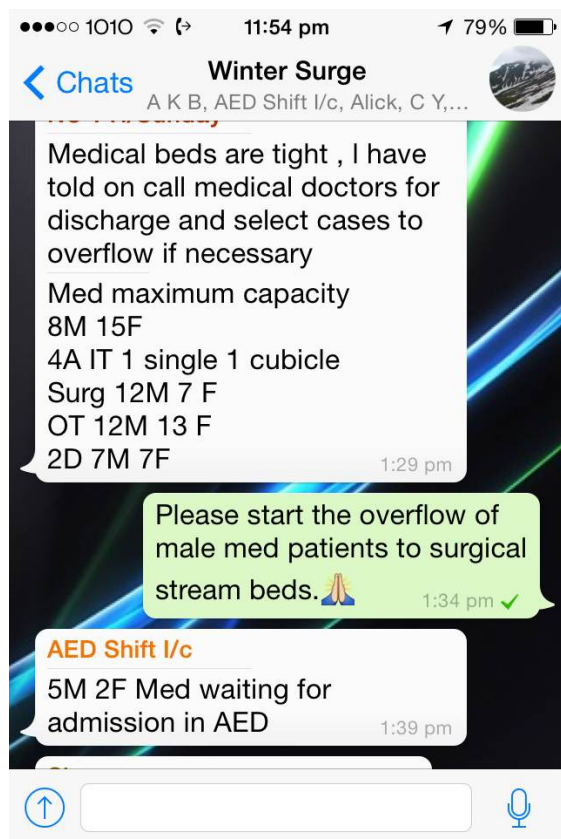 1010 11:54 pm 79%
Chats Winter Surge
A K B, AED Shift I/c, Alick, C Y,...
Medical beds are tight , I have
told on call medical doctors for
discharge and select cases to
overflow if necessary
Med maximum capacity
8M 15F
4A IT 1 single 1 cubicle
Surg 12M 7 F
OT 12M 13 F
2D 7M 7F
1:29 pm
Please start the overflow of
male med patients to surgical
stream beds.🙏
1:34 pm ✓
AED Shift I/c
5M 2F Med waiting for
admission in AED
1:39 pm